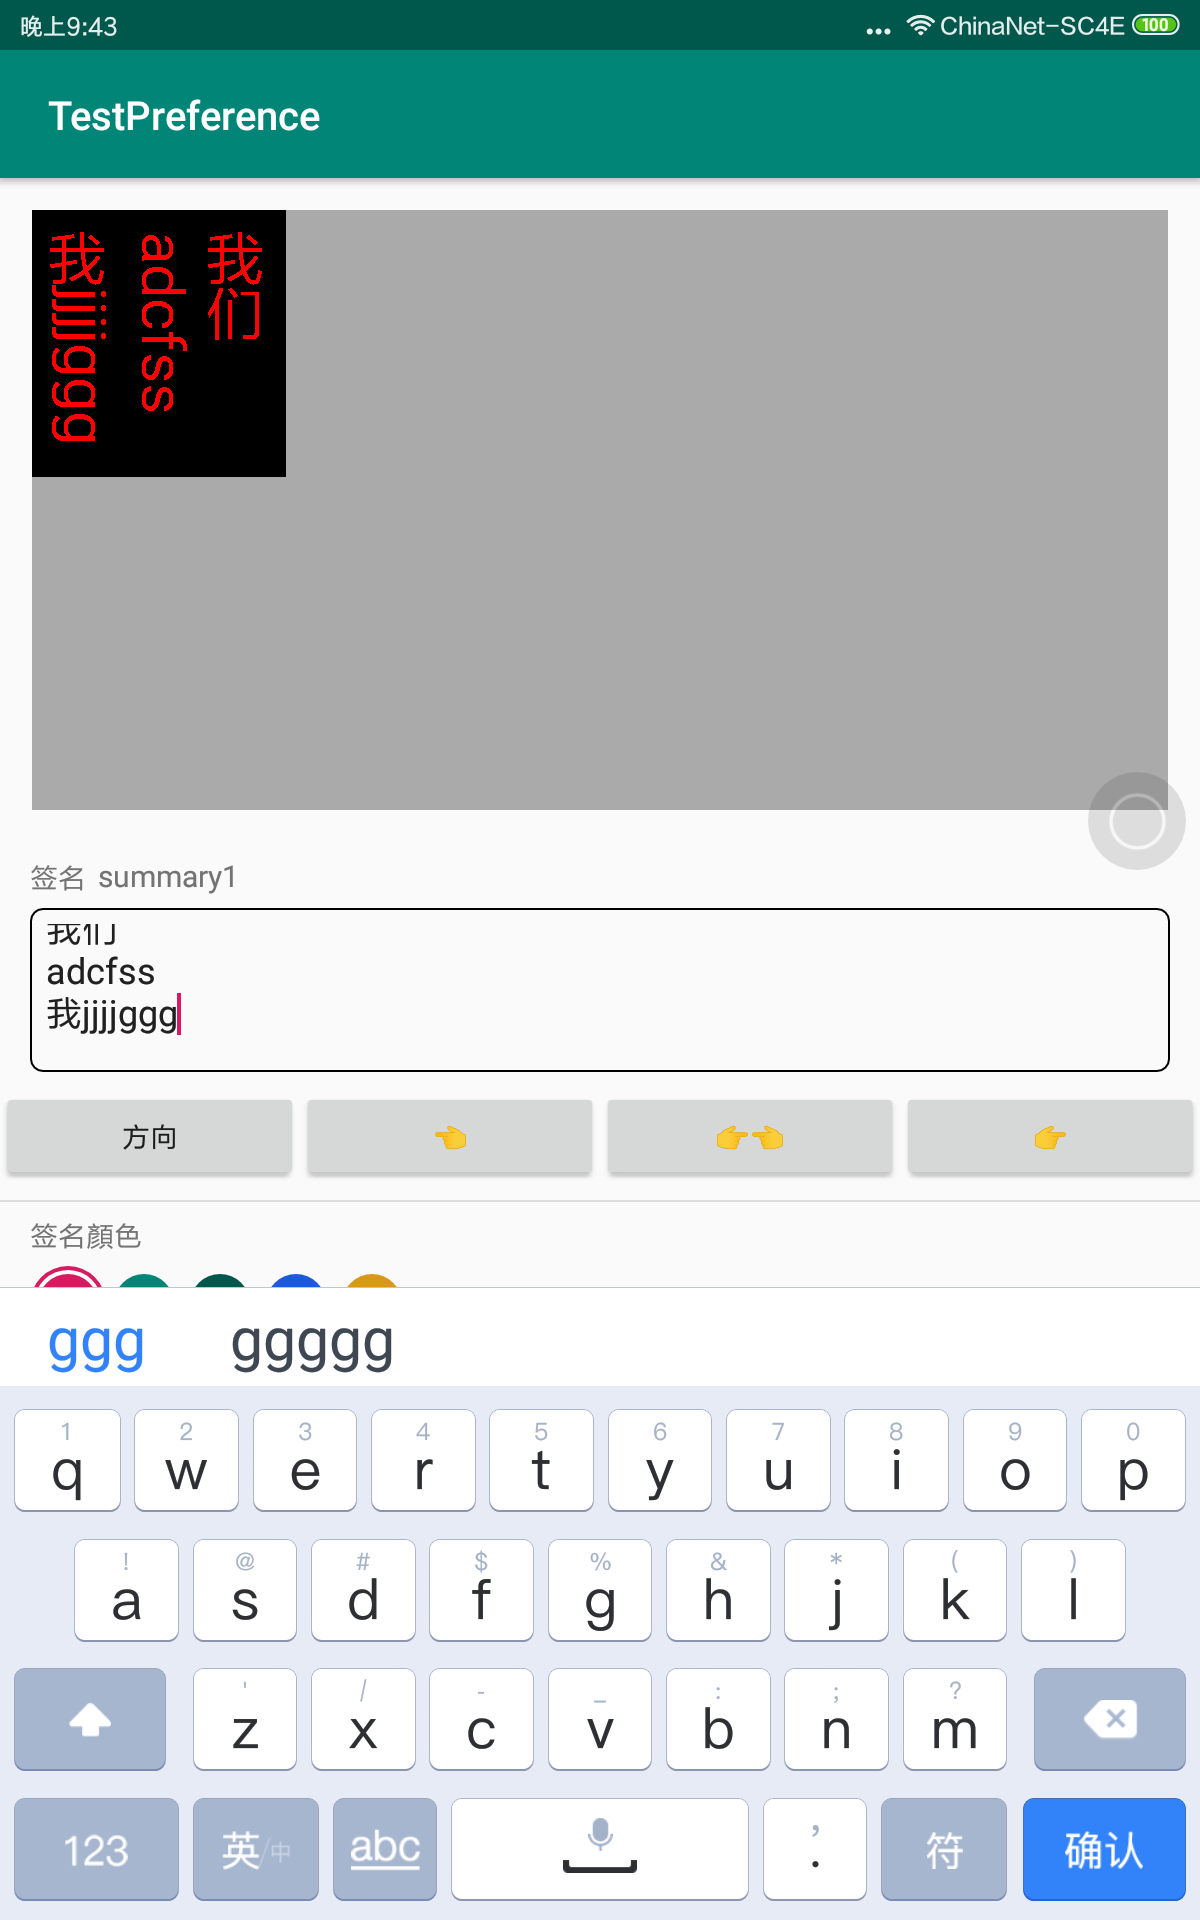 晚上9:43
ChinaNet-SC4E 100
TestPreference
我们
adcfss
我jjjjggg
签名 summary1
我们
adcfss
我jjjjggg
方向 👈 👉👈 👉
签名顏色
ggg ggggg
1 2 3 4 5 6 7 8 9 0
q w e r t y u i o p
! @ # $ % & * ( )
a s d f g h j k l
' / - _ : ; ?
z x c v b n m
123 英/中 abc , . 符 确认